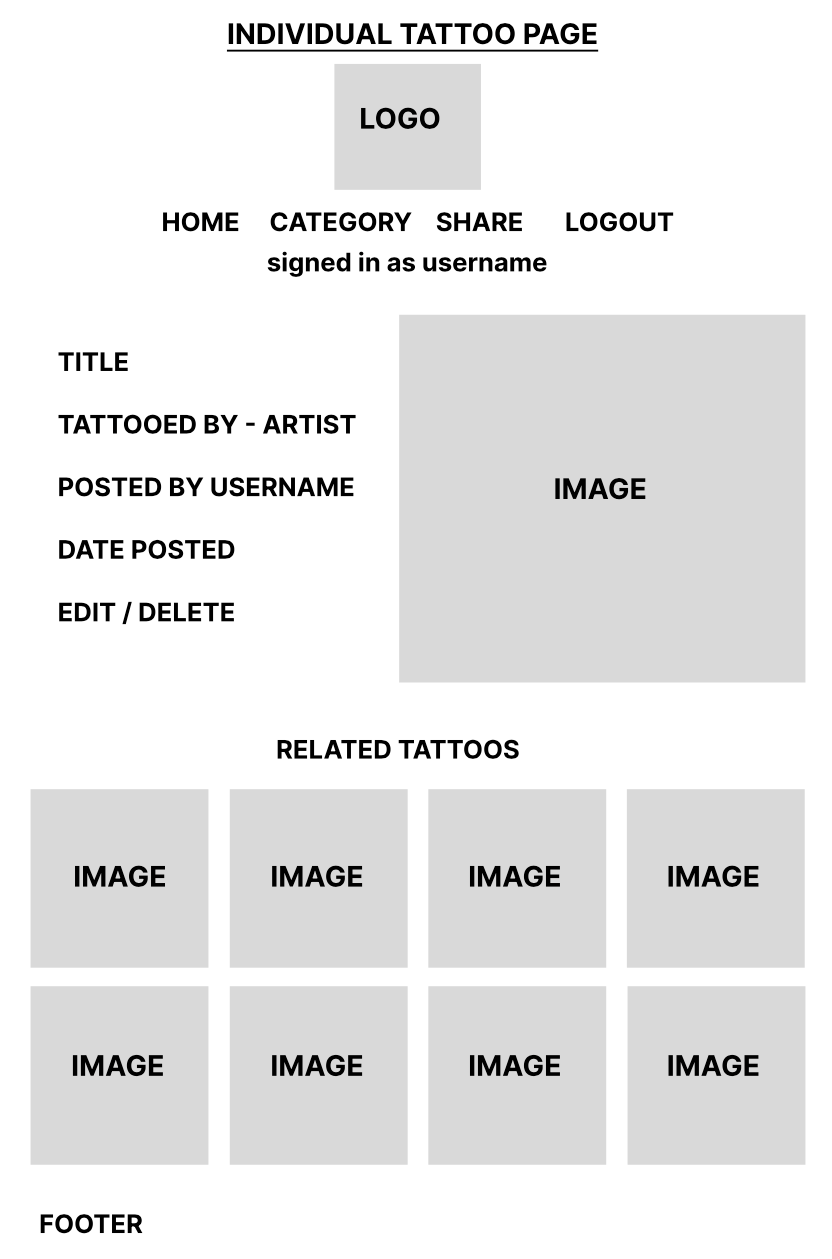 INDIVIDUAL TATTOO PAGE
LOGO
HOME CATEGORY SHARE LOGOUT
signed in as username
TITLE
TATTOOED BY - ARTIST
POSTED BY USERNAME
DATE POSTED
EDIT / DELETE
IMAGE
RELATED TATTOOS
IMAGE IMAGE IMAGE IMAGE
IMAGE IMAGE IMAGE IMAGE
FOOTER